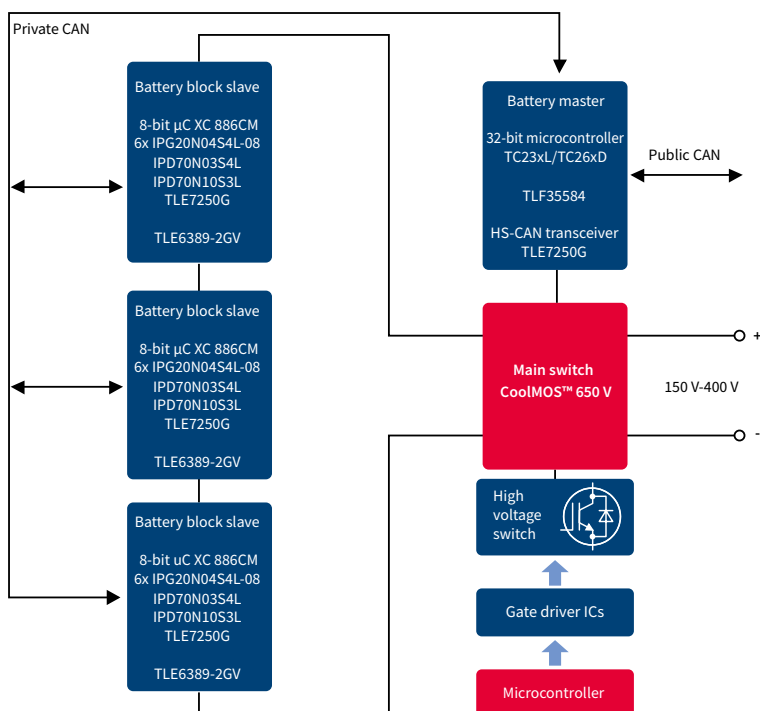 Private CAN
Battery block slave
8-bit µC XC 886CM
6x IPG20N04S4L-08
IPD70N03S4L
IPD70N10S3L
TLE7250G
TLE6389-2GV
Battery block slave
8-bit µC XC 886CM
6x IPG20N04S4L-08
IPD70N03S4L
IPD70N10S3L
TLE7250G
TLE6389-2GV
Battery block slave
8-bit uC XC 886CM
6x IPG20N04S4L-08
IPD70N03S4L
IPD70N10S3L
TLE7250G
TLE6389-2GV
Battery master
32-bit microcontroller
TC23xL/TC26xD
TLF35584
HS-CAN transceiver
TLE7250G
Public CAN
Main switch
CoolMOS™ 650 V
+
150 V-400 V
-
High
voltage
switch
Gate driver ICs
Microcontroller